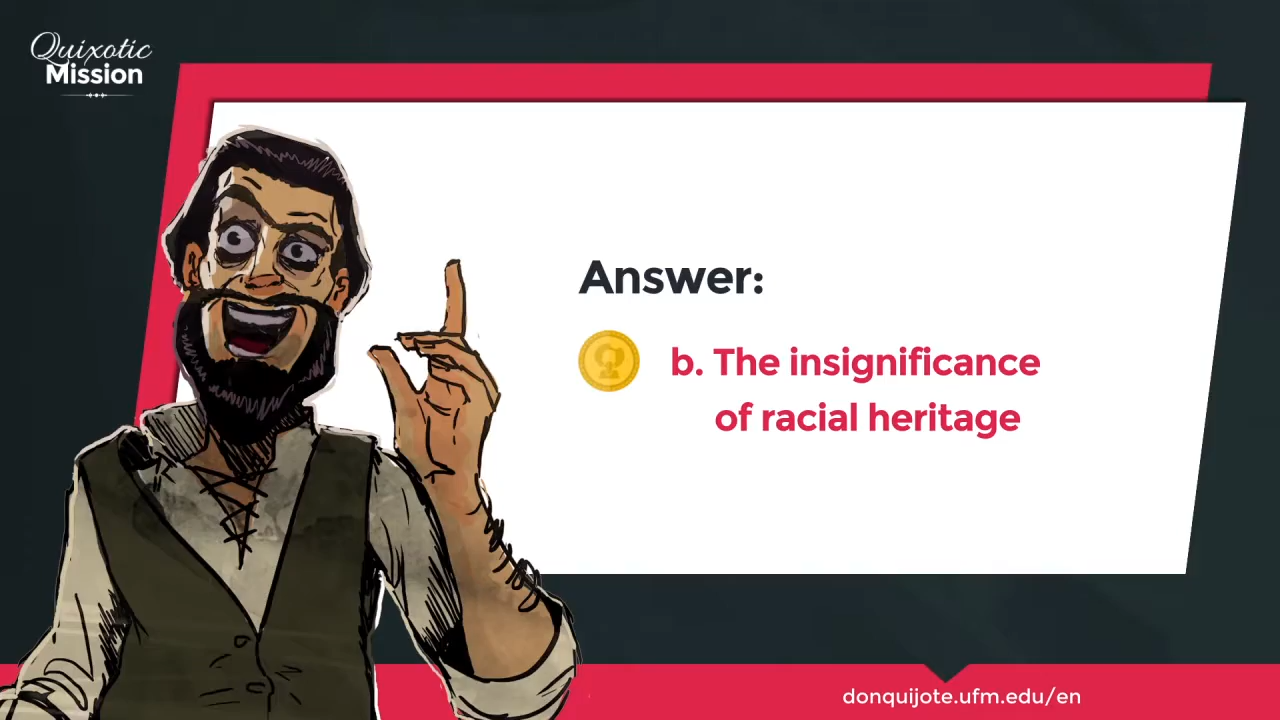 Quixotic
Mission
Answer:
b. The insignificance
of racial heritage
donquijote.ufm.edu/en